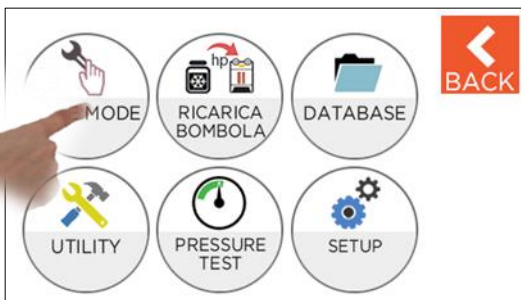 hp
BACK
MODE
RICARICA
BOMBOLA
DATABASE
UTILITY
PRESSURE
TEST
SETUP